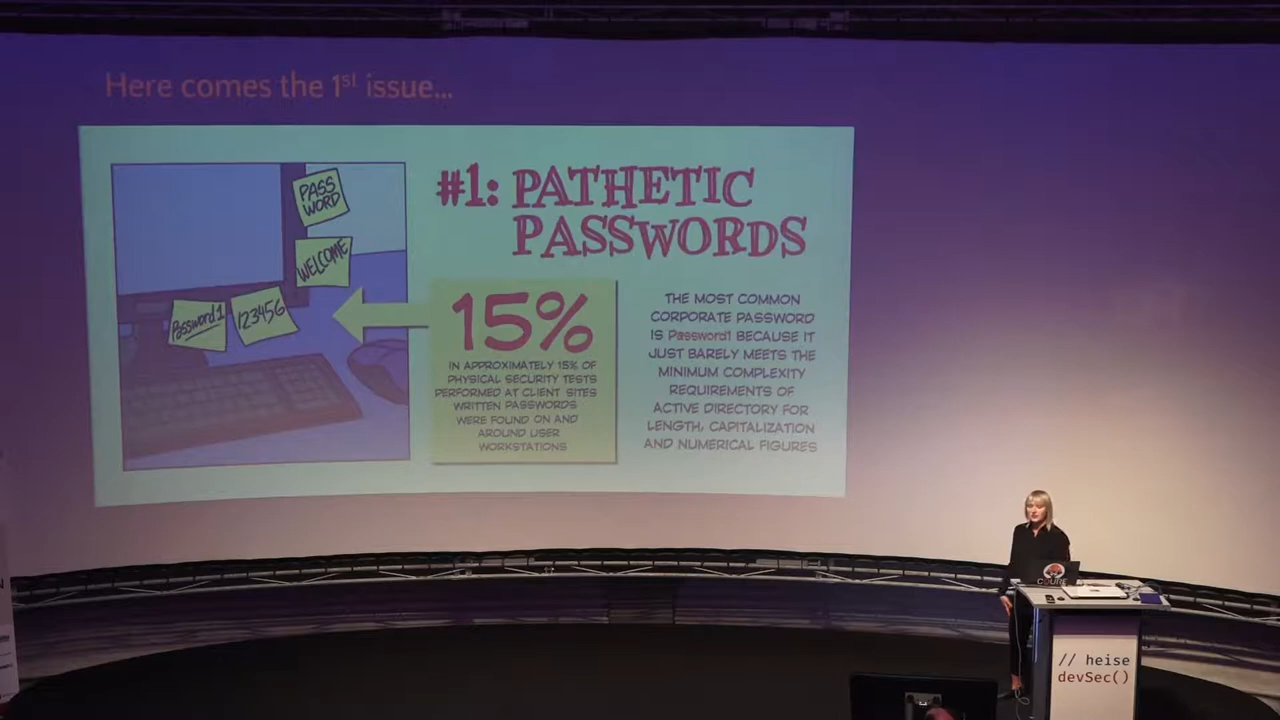 Here comes the 1st issue...
PASS
WORD
WELCOME
Password1
123456
#1: PATHETIC
PASSWORDS
15%
IN APPROXIMATELY 15% OF
PHYSICAL SECURITY TESTS
PERFORMED AT CLIENT SITES
WRITTEN PASSWORDS
WERE FOUND ON AND
AROUND USER
WORKSTATIONS
THE MOST COMMON
CORPORATE PASSWORD
IS Password1 BECAUSE IT
JUST BARELY MEETS THE
MINIMUM COMPLEXITY
REQUIREMENTS OF
ACTIVE DIRECTORY FOR
LENGTH, CAPITALIZATION
AND NUMERICAL FIGURES
CQURE
// heise
devSec()